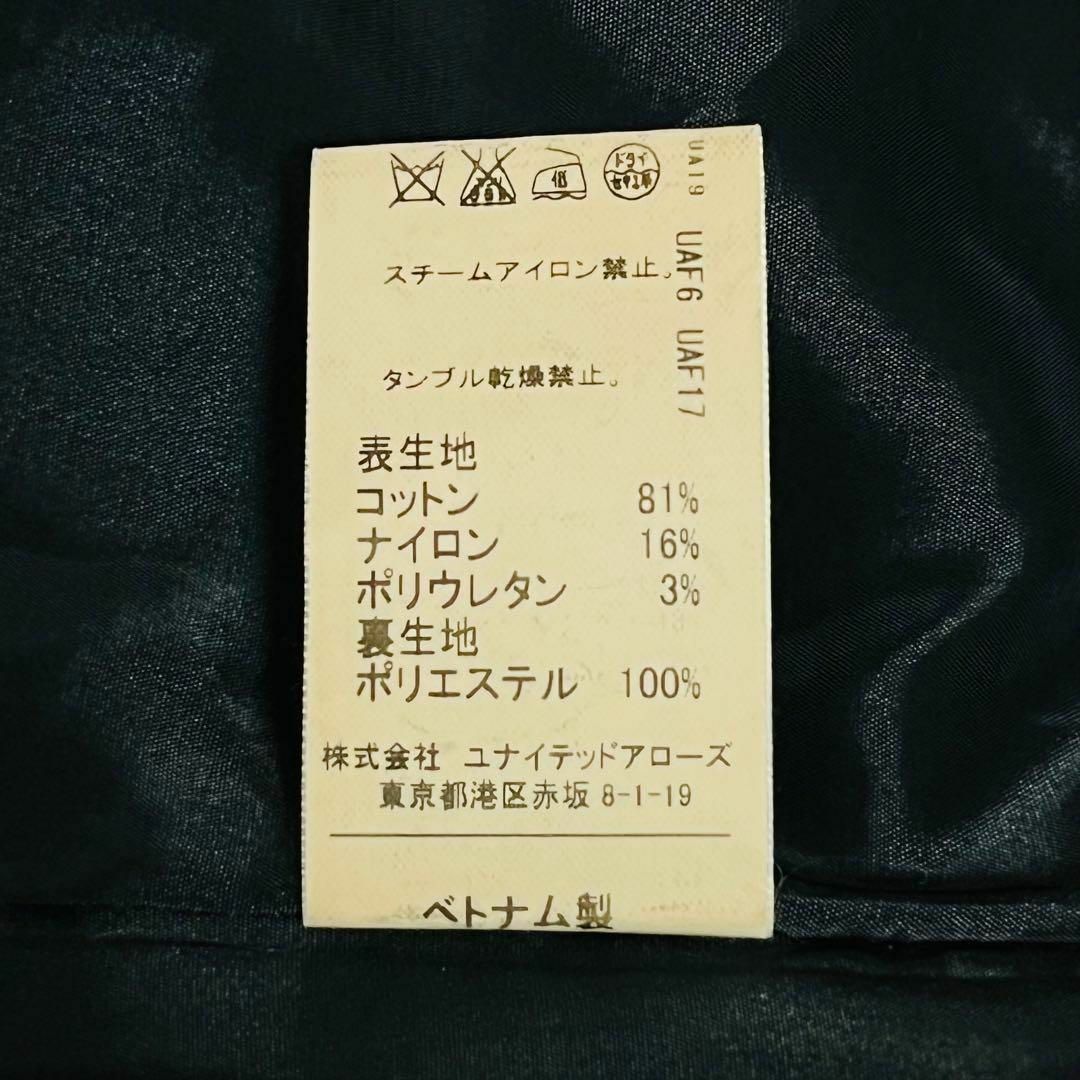 低
ドライ
スチームアイロン禁止。
タンブル乾燥禁止。
表生地
コットン 81%
ナイロン 16%
ポリウレタン 3%
裏生地
ポリエステル 100%
株式会社 ユナイテッドアローズ
東京都港区赤坂 8-1-19
ベトナム製
UA19 UAF6 UAF17